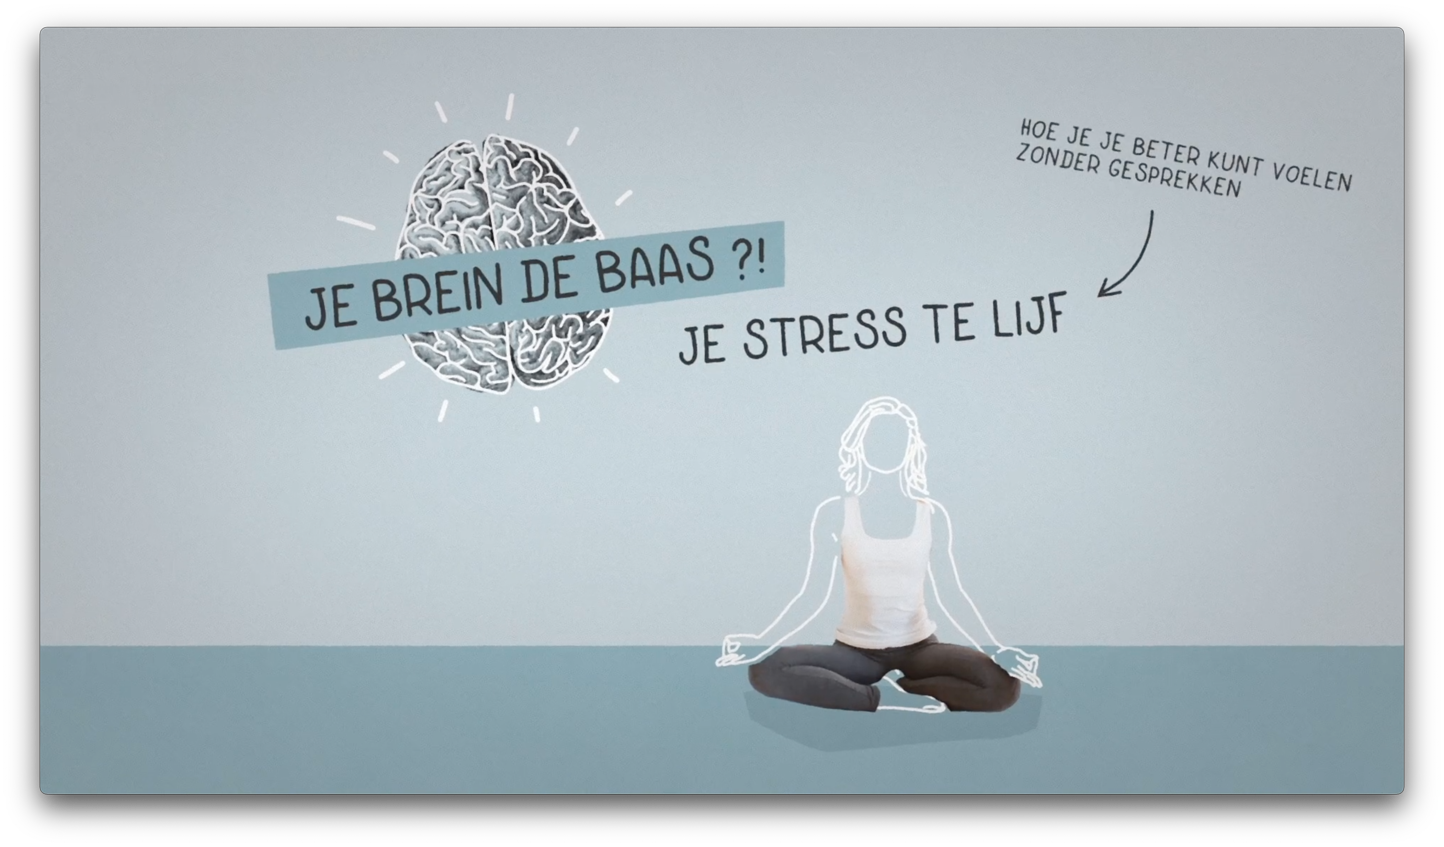 JE BREIN DE BAAS ?!
JE STRESS TE LIJF
HOE JE JE BETER KUNT VOELEN
ZONDER GESPREKKEN